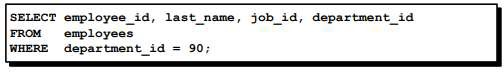 SELECT employee_id, last_name, job_id, department_id
FROM   employees
WHERE  department_id = 90;